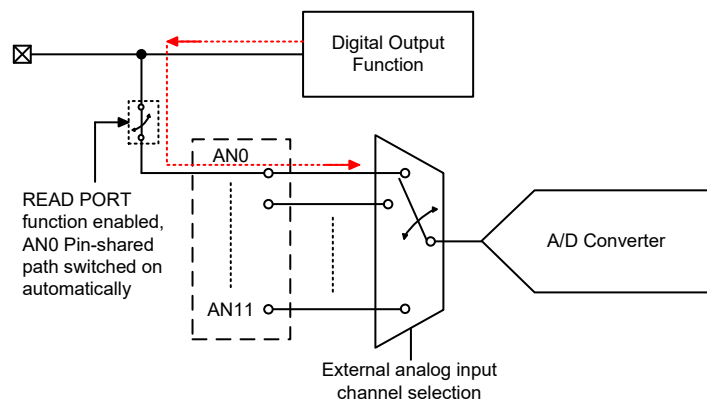 Digital Output
Function
AN0
READ PORT
function enabled,
AN0 Pin-shared
path switched on
automatically
A/D Converter
AN11
External analog input
channel selection